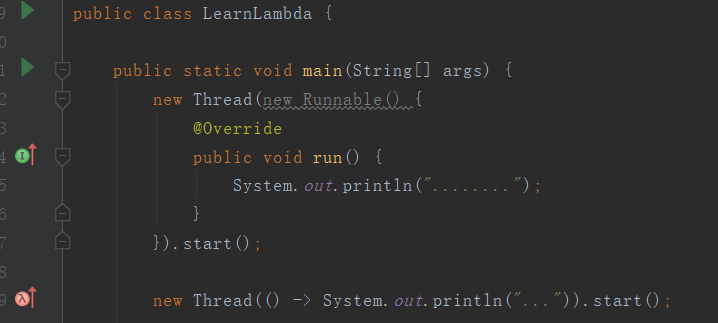 9 public class LearnLambda {
0
1 public static void main(String[] args) {
2 new Thread(new Runnable() {
3 @Override
4 public void run() {
5 System.out.println("........");
6 }
7 }).start();
8
9 new Thread(() -> System.out.println("...")).start();